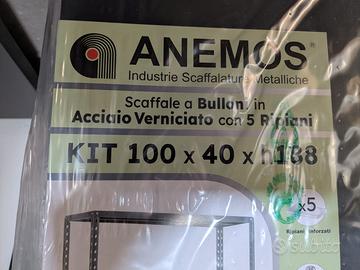 ANEMOS®
Industrie Scaffalature Metalliche
Scaffale a Bulloni in
Acciaio Verniciato con 5 Ripiani
KIT 100 x 40 x h188
x5
Ripiani Rinforzati
subito